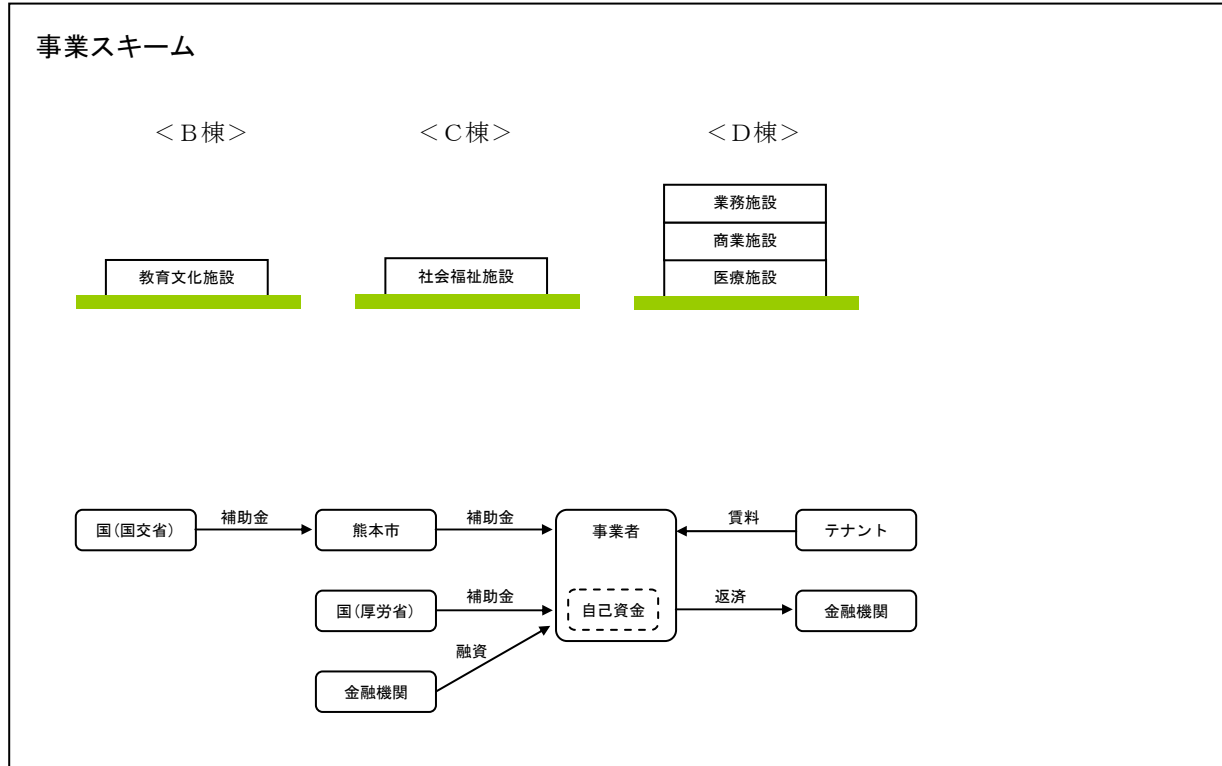 事業スキーム
＜Ｂ棟＞
＜Ｃ棟＞
＜Ｄ棟＞
業務施設
商業施設
教育文化施設
社会福祉施設
医療施設
国(国交省)
補助金
熊本市
補助金
事業者
賃料
テナント
国(厚労省)
補助金
自己資金
返済
金融機関
融資
金融機関